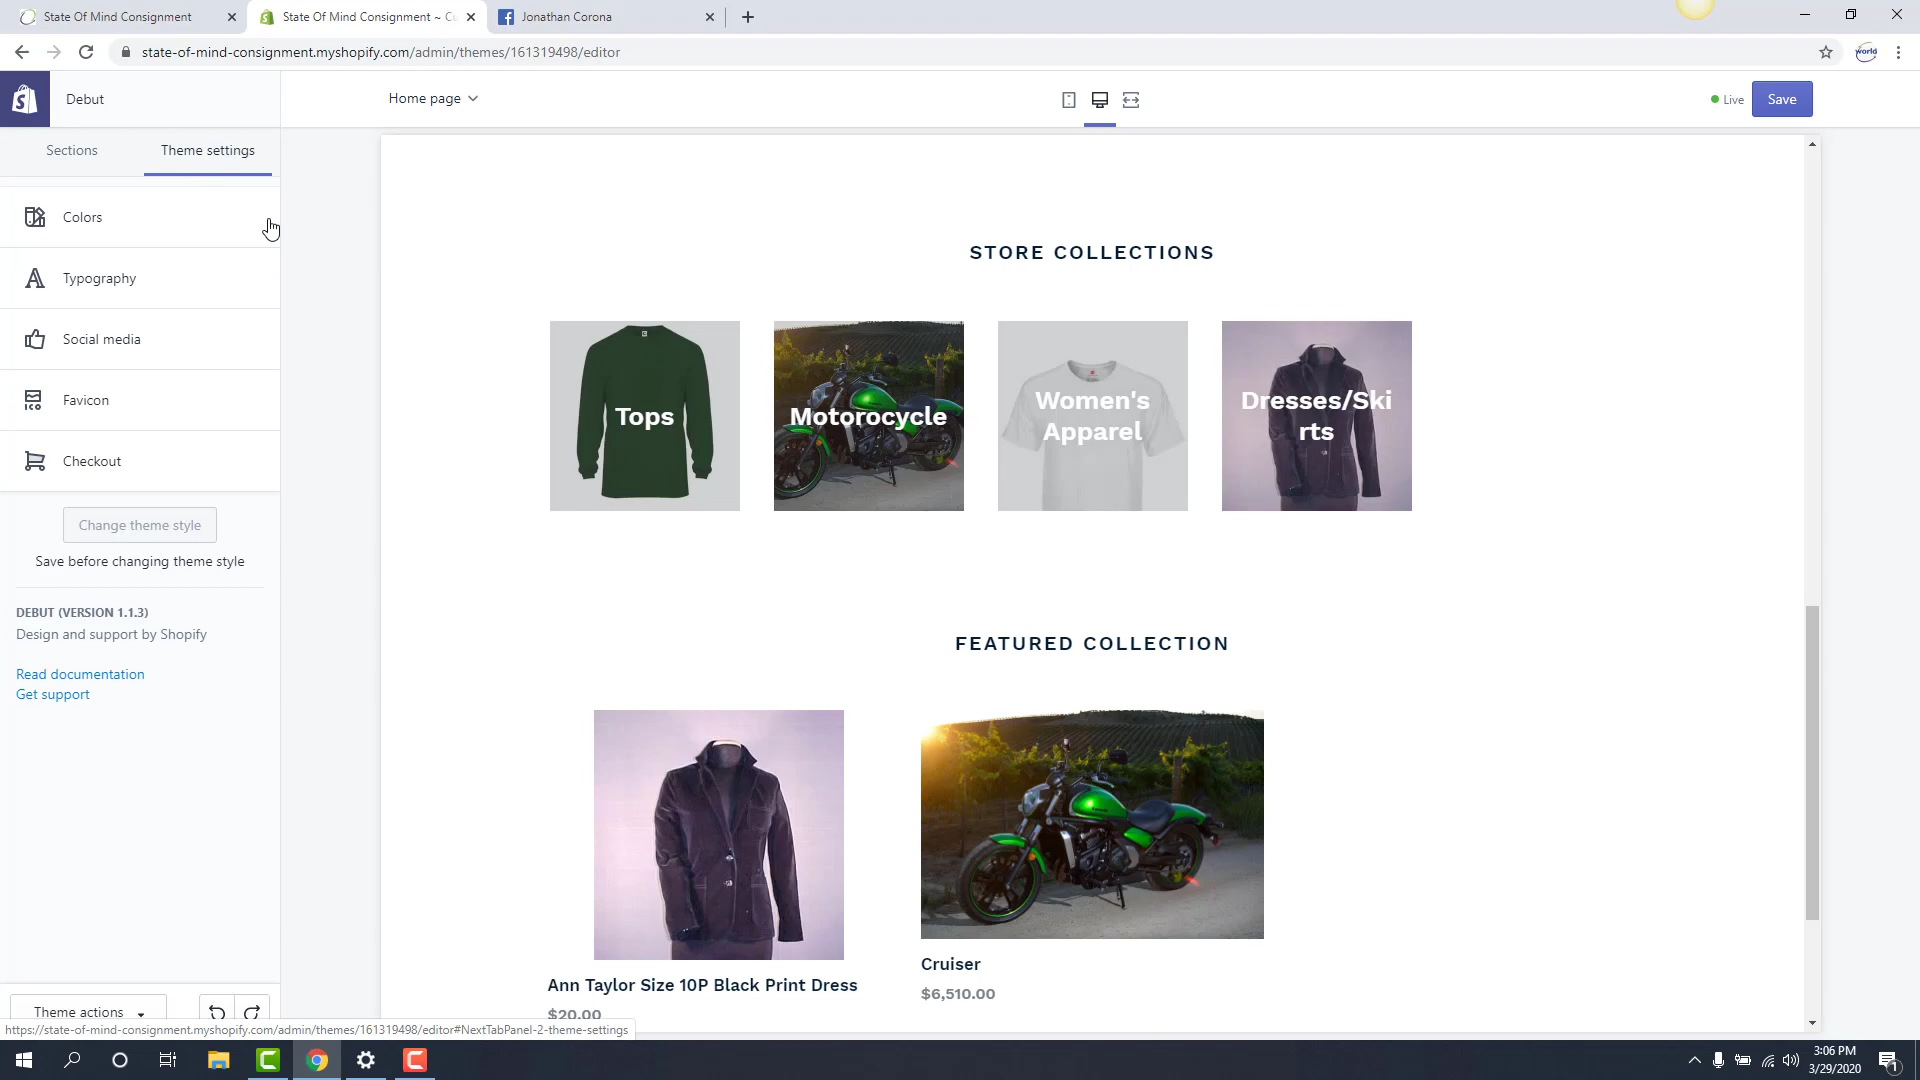 State Of Mind Consignment
State Of Mind Consignment ~ Cu
Jonathan Corona
state-of-mind-consignment.myshopify.com/admin/themes/161319498/editor
world
Debut
Home page
Live
Save
Sections
Theme settings
Colors
Typography
Social media
ICO
Favicon
Checkout
Change theme style
Save before changing theme style
DEBUT (VERSION 1.1.3)
Design and support by Shopify
Read documentation
Get support
STORE COLLECTIONS
Tops
Motorocycle
Women's
Apparel
Dresses/Ski
rts
FEATURED COLLECTION
Ann Taylor Size 10P Black Print Dress
$20.00
Cruiser
$6,510.00
Theme actions
https://state-of-mind-consignment.myshopify.com/admin/themes/161319498/editor#NextTabPanel-2-theme-settings
3:06 PM
3/29/2020
1